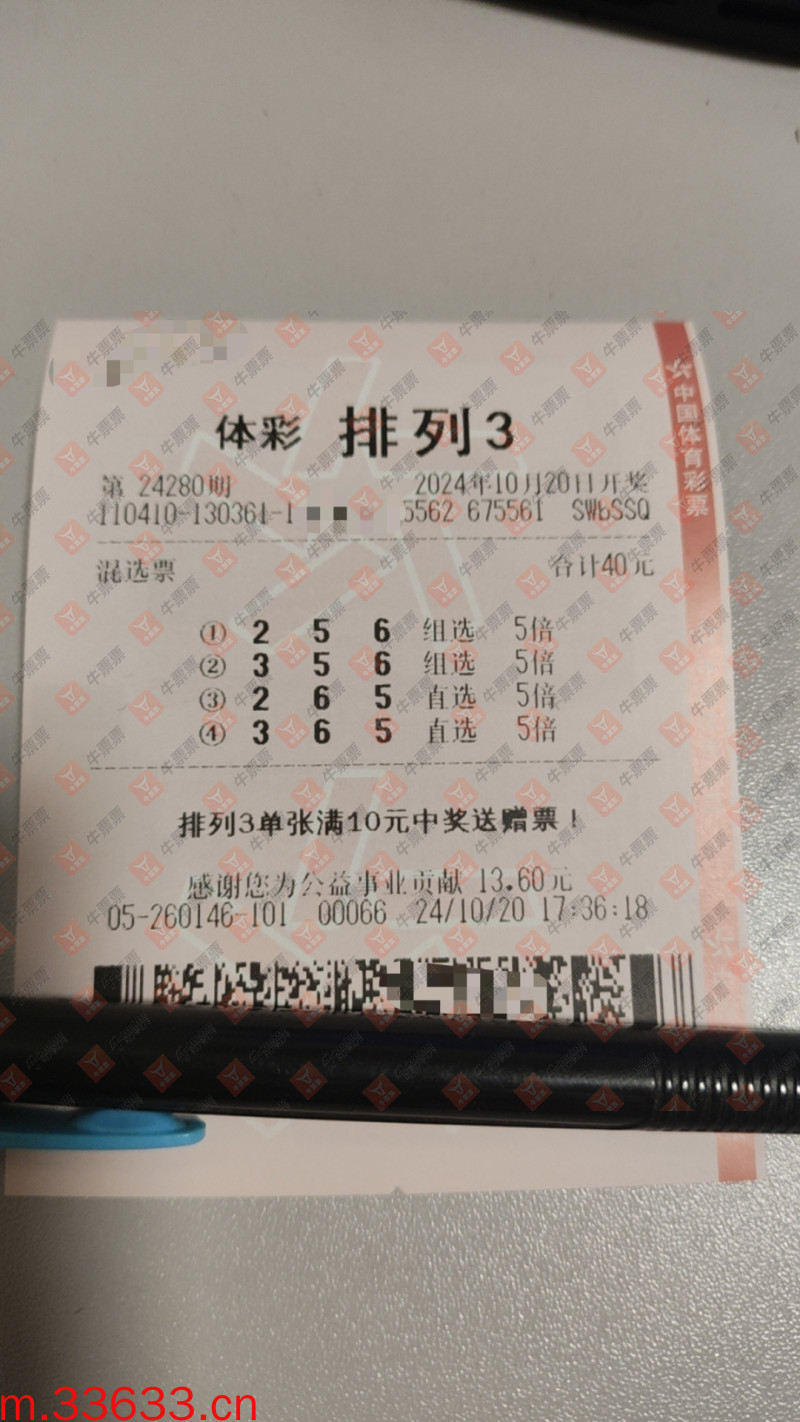 体彩 排列3
第 24280期 2024年10月20日开奖
110410-130361-1 5562 675561 SWbSSQ
混选票 合计40元
① 2 5 6 组选 5倍
② 3 5 6 组选 5倍
③ 2 6 5 直选 5倍
④ 3 6 5 直选 5倍
排列3单张满10元中奖送赠票！
感谢您为公益事业贡献 13.60元
05-260146-101 00066 24/10/20 17:36:18
中国体育彩票
牛票票
m.33633.cn